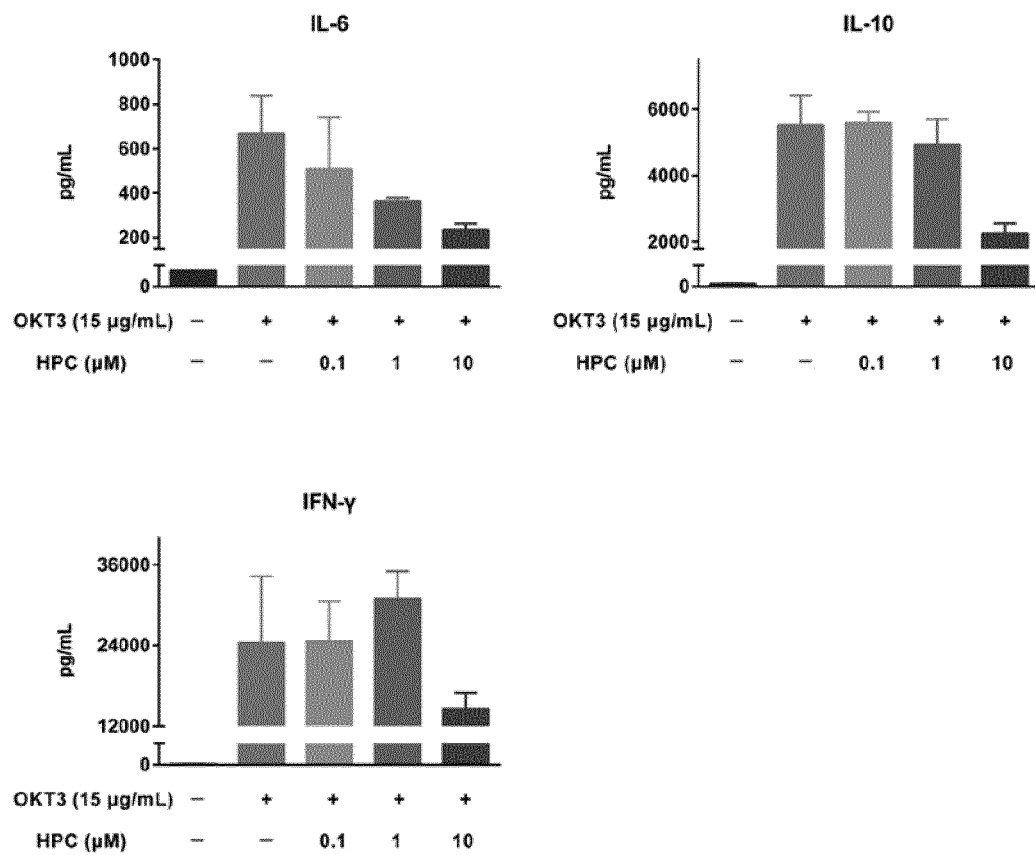 IL-6
1000
800
600
400
200
0
pg/mL
OKT3 (15 µg/mL) – + + + +
HPC (µM) – – 0.1 1 10
IL-10
6000
4000
2000
0
pg/mL
OKT3 (15 µg/mL) – + + + +
HPC (µM) – – 0.1 1 10
IFN-γ
36000
24000
12000
0
pg/mL
OKT3 (15 µg/mL) – + + + +
HPC (µM) – – 0.1 1 10